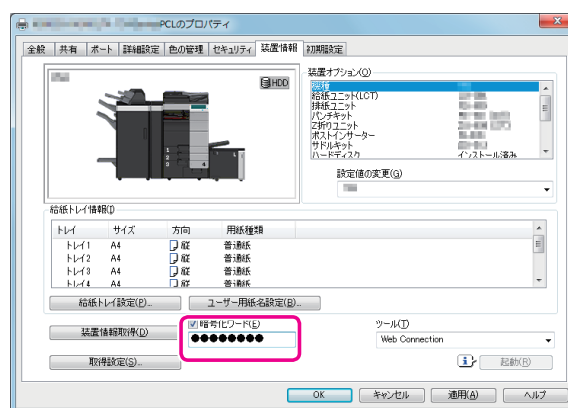 PCLのプロパティ
全般 共有 ポート 詳細設定 色の管理 セキュリティ 装置情報 初期設定
HDD
装置オプション(O)
機種
給紙ユニット(LCT)
排紙ユニット
パンチキット
Z折りユニット
ポストインサーター
サドルキット
ハードディスク インストール済み
設定値の変更(G)
給紙トレイ情報(I)
トレイ サイズ 方向 用紙種類
トレイ1 A4 縦 普通紙
トレイ2 A4 縦 普通紙
トレイ3 A4 縦 普通紙
トレイ4 A4 縦 普通紙
給紙トレイ設定(P)... ユーザー用紙名設定(B)...
装置情報取得(D)
暗号化ワード(E)
●●●●●●●●
ツール(T)
Web Connection
取得設定(S)...
起動(R)
OK キャンセル 適用(A) ヘルプ